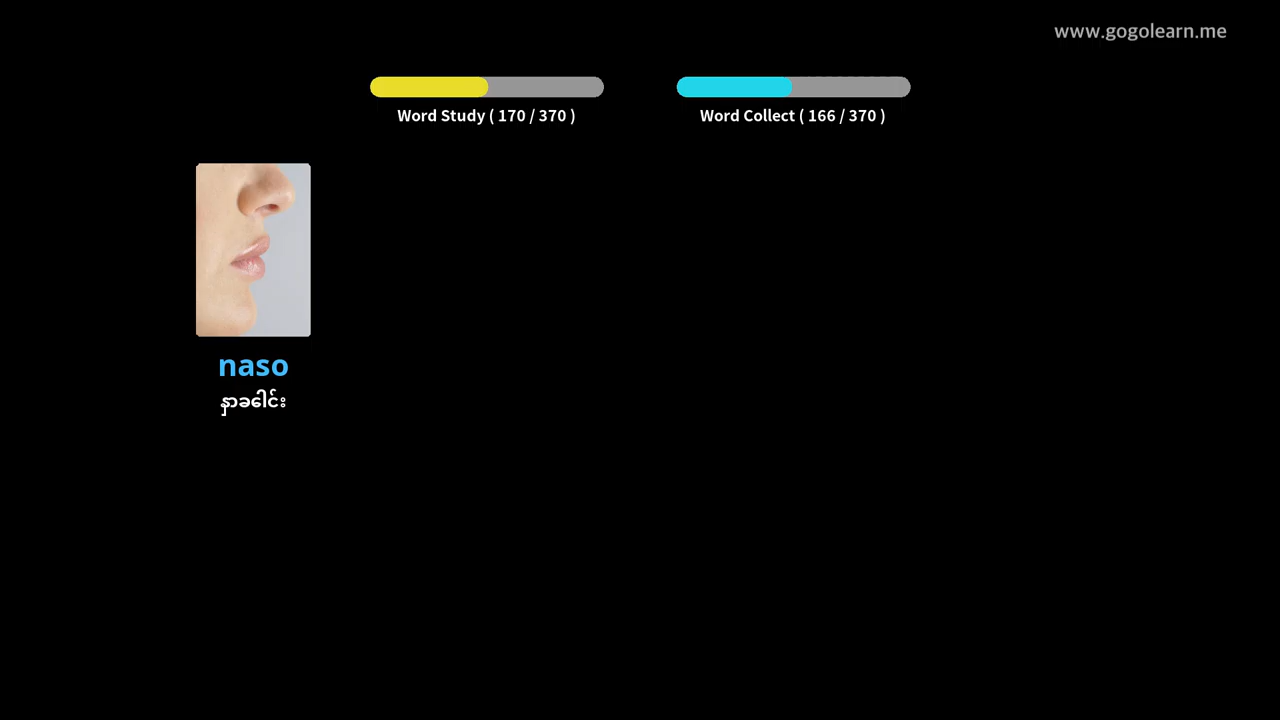 www.gogolearn.me
Word Study ( 170 / 370 )
Word Collect ( 166 / 370 )
naso
နှာခေါင်း